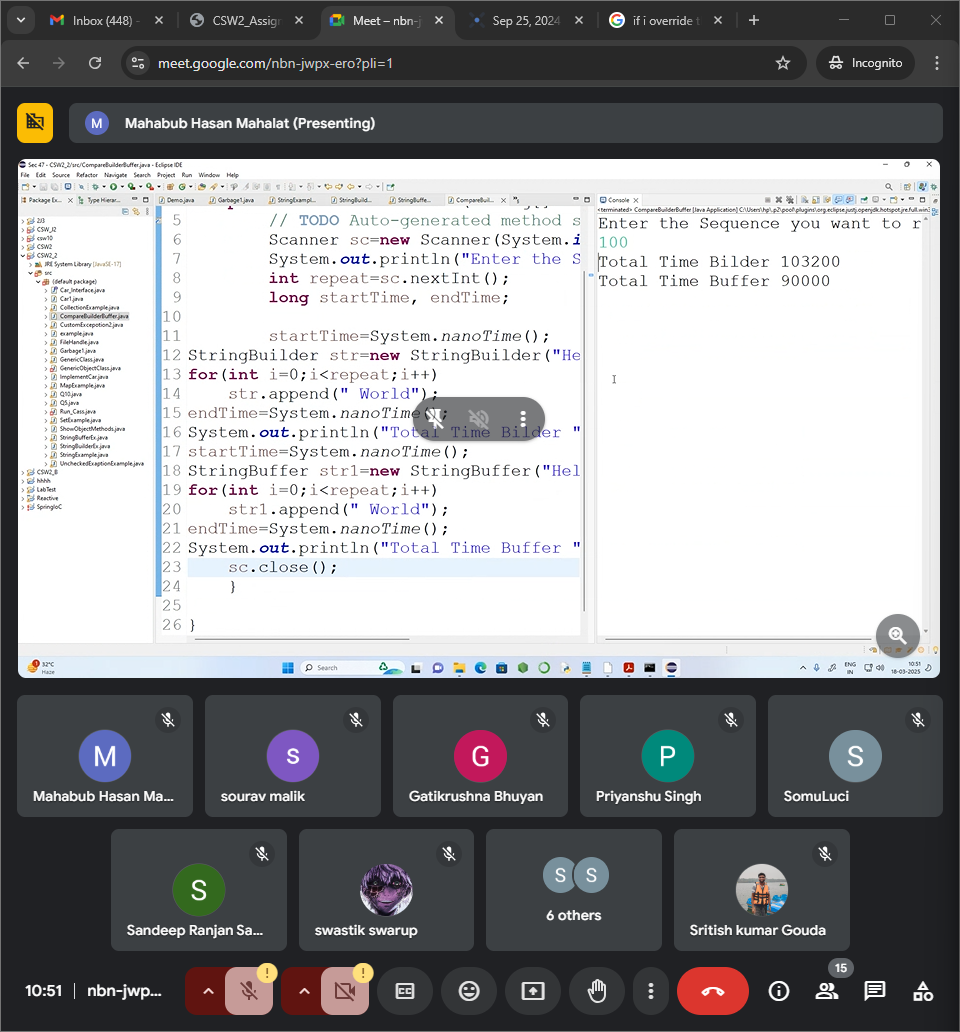 Inbox (448) -
CSW2_Assign
Meet – nbn-j
Sep 25, 2024
if i override t
meet.google.com/nbn-jwpx-ero?pli=1
Incognito
M
Mahabub Hasan Mahalat (Presenting)
Sec 47 - CSW2_2/src/CompareBuilderBuffer.java - Eclipse IDE
File Edit Source Refactor Navigate Search Project Run Window Help
Package Ex...
Type Hierar...
Demo.java
Garbage1.java
StringExampl...
StringBuild...
StringBuffe...
CompareBuil...
Console
<terminated> CompareBuilderBuffer [Java Application] C:\Users\hp\.p2\pool\plugins\org.eclipse.justj.openjdk.hotspot.jre.full.win3
2J3
CSW_I2
csw10
CSW2
CSW2_2
JRE System Library [JavaSE-17]
src
(default package)
Car_Interface.java
Car1.java
CollectionExample.java
CompareBuilderBuffer.java
CustomExcepotion2.java
example.java
FileHandle.java
Garbage1.java
GenericClass.java
GenericObjectClass.java
ImplementCar.java
MapExample.java
Q10.java
Q5.java
Run_Cass.java
SetExample.java
ShowObjectMethods.java
StringBufferEx.java
StringBuilderEx.java
StringExample.java
UncheckedExaptionExample.java
CSW2_B
hhhh
LabTest
Reactive
SpringIoC
5 // TODO Auto-generated method s
6 Scanner sc=new Scanner(System.i
7 System.out.println("Enter the S
8 int repeat=sc.nextInt();
9 long startTime, endTime;
10
11 startTime=System.nanoTime();
12 StringBuilder str=new StringBuilder("He
13 for(int i=0;i<repeat;i++)
14 str.append(" World");
15 endTime=System.nanoTime();
16 System.out.println("Total Time Bilder "
17 startTime=System.nanoTime();
18 StringBuffer str1=new StringBuffer("Hel
19 for(int i=0;i<repeat;i++)
20 str1.append(" World");
21 endTime=System.nanoTime();
22 System.out.println("Total Time Buffer "
23 sc.close();
24 }
25
26 }
Enter the Sequence you want to r
100
Total Time Bilder 103200
Total Time Buffer 90000
32°C
Haze
Search
ENG
IN
10:51
18-03-2025
M
Mahabub Hasan Ma...
s
sourav malik
G
Gatikrushna Bhuyan
P
Priyanshu Singh
S
SomuLuci
S
Sandeep Ranjan Sa...
swastik swarup
S S
6 others
Sritish kumar Gouda
10:51 | nbn-jwp...
15